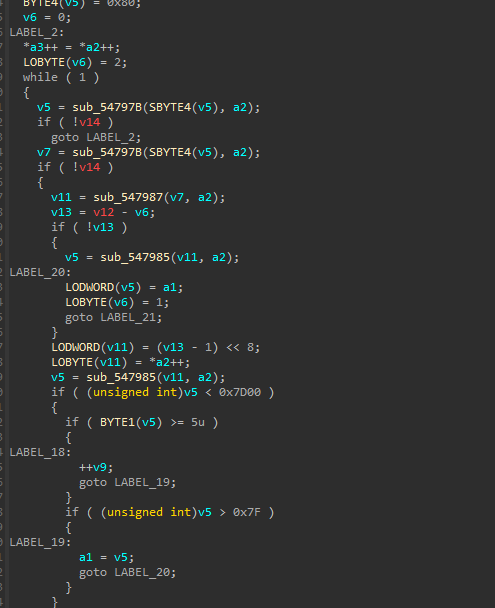 BYTE4(v5) = 0x80;
v6 = 0;
LABEL_2:
*a3++ = *a2++;
LOBYTE(v6) = 2;
while ( 1 )
{
v5 = sub_54797B(SBYTE4(v5), a2);
if ( !v14 )
goto LABEL_2;
v7 = sub_54797B(SBYTE4(v5), a2);
if ( !v14 )
{
v11 = sub_547987(v7, a2);
v13 = v12 - v6;
if ( !v13 )
{
v5 = sub_547985(v11, a2);
LABEL_20:
LODWORD(v5) = a1;
LOBYTE(v6) = 1;
goto LABEL_21;
}
LODWORD(v11) = (v13 - 1) << 8;
LOBYTE(v11) = *a2++;
v5 = sub_547985(v11, a2);
if ( (unsigned int)v5 < 0x7D00 )
{
if ( BYTE1(v5) >= 5u )
{
LABEL_18:
++v9;
goto LABEL_19;
}
if ( (unsigned int)v5 > 0x7F )
{
LABEL_19:
a1 = v5;
goto LABEL_20;
}
}